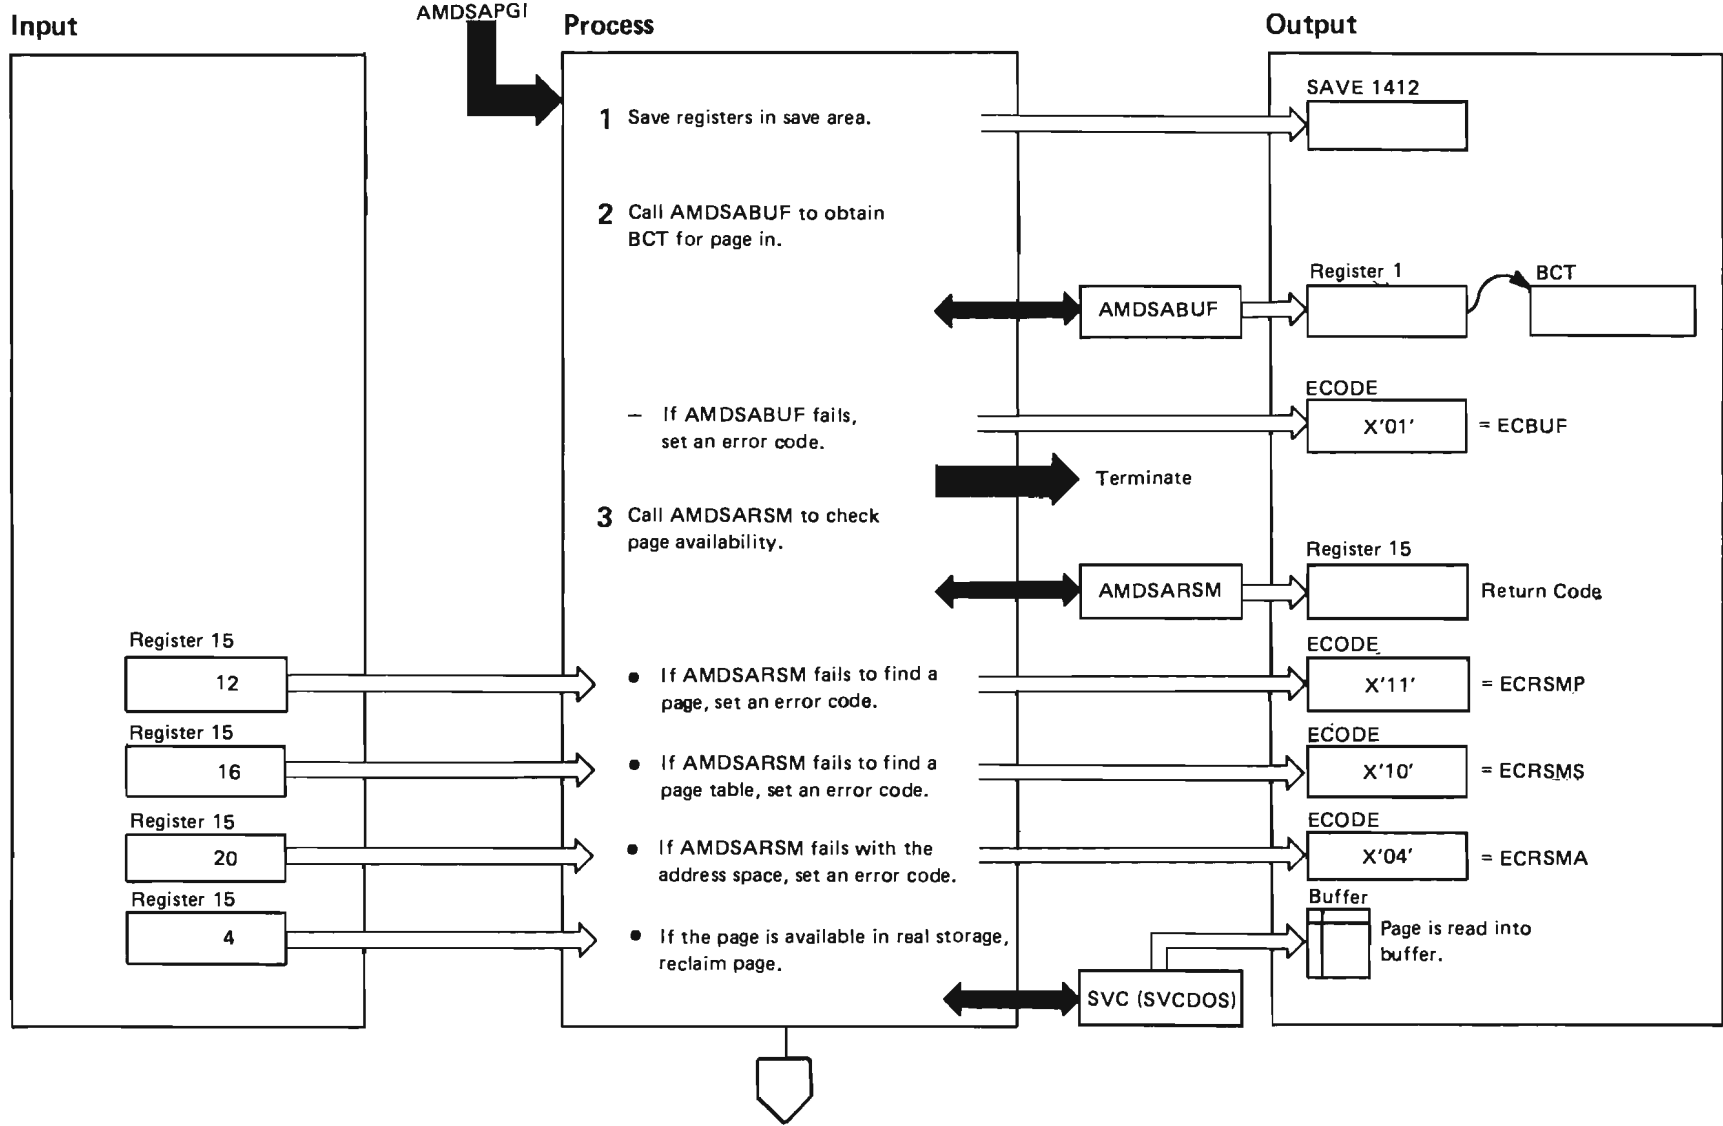 AMDSAPGI
Input
Process
Output
SAVE 1412
1 Save registers in save area.
2 Call AMDSABUF to obtain
BCT for page in.
Register 1
BCT
AMDSABUF
ECODE
– If AMDSABUF fails,
set an error code.
X'01'
= ECBUF
Terminate
3 Call AMDSARSM to check
page availability.
Register 15
AMDSARSM
Return Code
Register 15
12
• If AMDSARSM fails to find a
page, set an error code.
ECODE
X'11'
= ECRSMP
Register 15
16
• If AMDSARSM fails to find a
page table, set an error code.
ECODE
X'10'
= ECRSMS
Register 15
20
• If AMDSARSM fails with the
address space, set an error code.
ECODE
X'04'
= ECRSMA
Register 15
4
• If the page is available in real storage,
reclaim page.
Buffer
Page is read into
buffer.
SVC (SVCDOS)